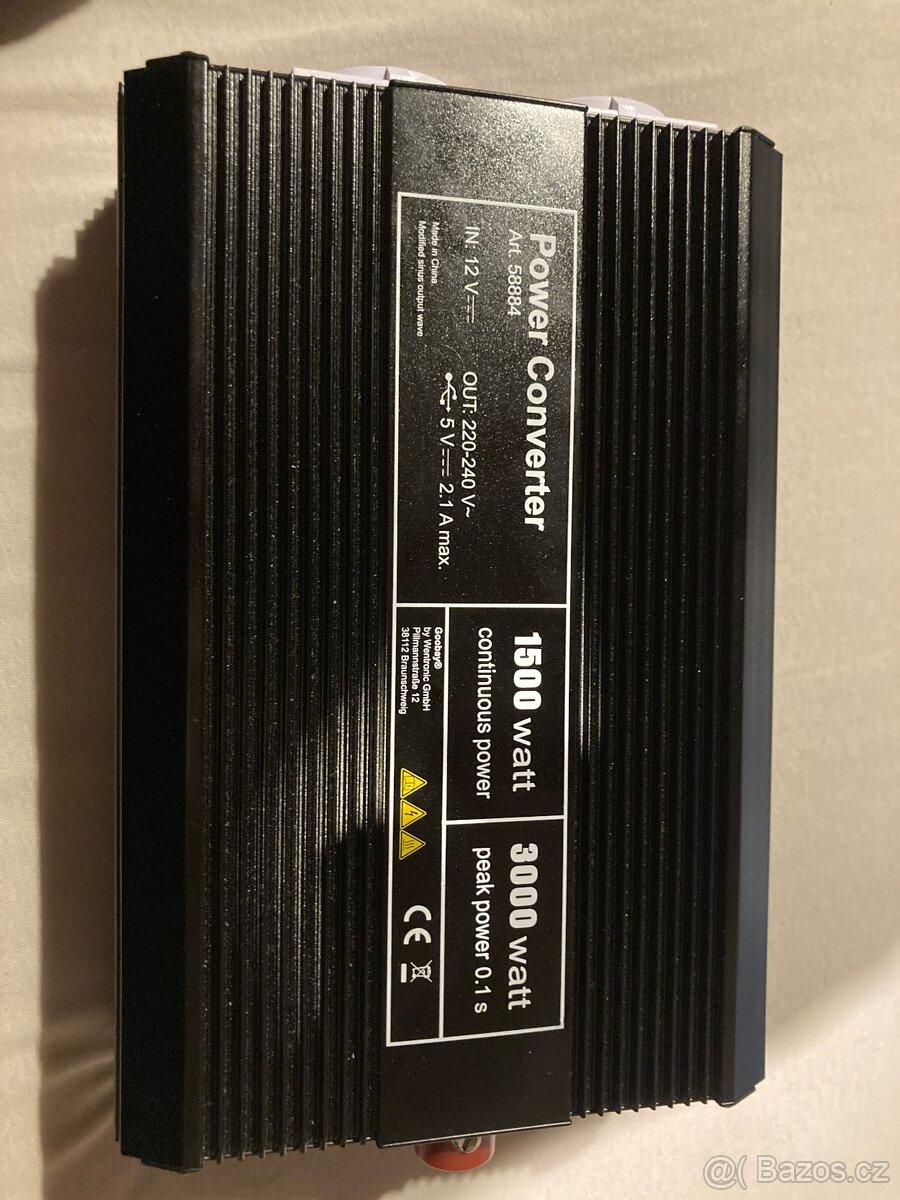 Power Converter
Art. 58884
IN: 12 V
OUT: 220-240 V~
5 V 2.1 A max.
Made in China
Modified sinus output wave
1500 watt
continuous power
3000 watt
peak power 0.1 s
Goobay®
by Wentronic GmbH
Pillmannstraße 12
38112 Braunschweig
CE
@( Bazos.cz